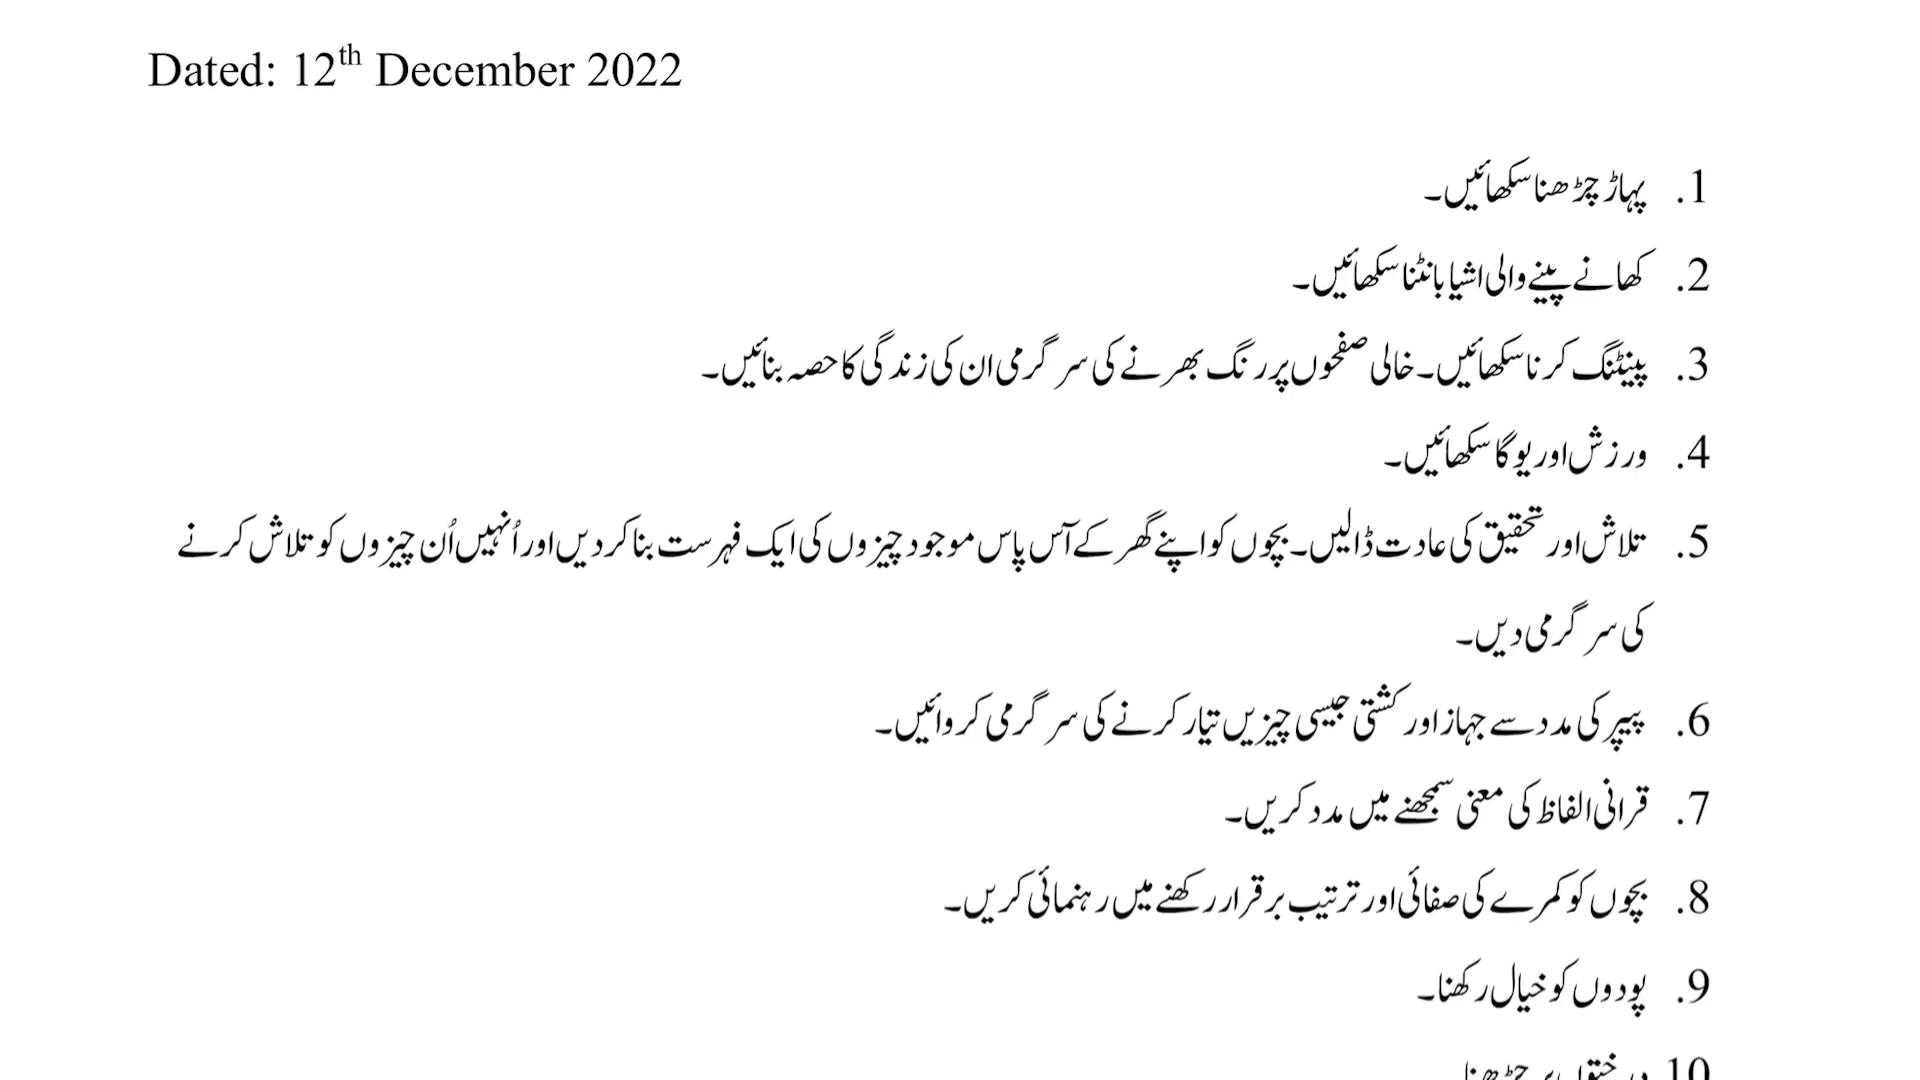 Dated: 12th December 2022
1. پہاڑ چڑھنا سکھائیں۔
2. کھانے پینے والی اشیا بانٹنا سکھائیں۔
3. پینٹنگ کرنا سکھائیں۔ خالی صفحوں پر رنگ بھرنے کی سرگرمی ان کی زندگی کا حصہ بنائیں۔
4. ورزش اور یوگا سکھائیں۔
5. تلاش اور تحقیق کی عادت ڈالیں۔ بچوں کو اپنے گھر کے آس پاس موجود چیزوں کی ایک فہرست بنا کر دیں اور اُنہیں اُن چیزوں کو تلاش کرنے
کی سرگرمی دیں۔
6. پیپر کی مدد سے جہاز اور کشتی جیسی چیزیں تیار کرنے کی سرگرمی کروائیں۔
7. قرانی الفاظ کی معنی سمجھنے میں مدد کریں۔
8. بچوں کو کمرے کی صفائی اور ترتیب برقرار رکھنے میں رہنمائی کریں۔
9. پودوں کو خیال رکھنا۔
10. درختوں پر چڑھنا